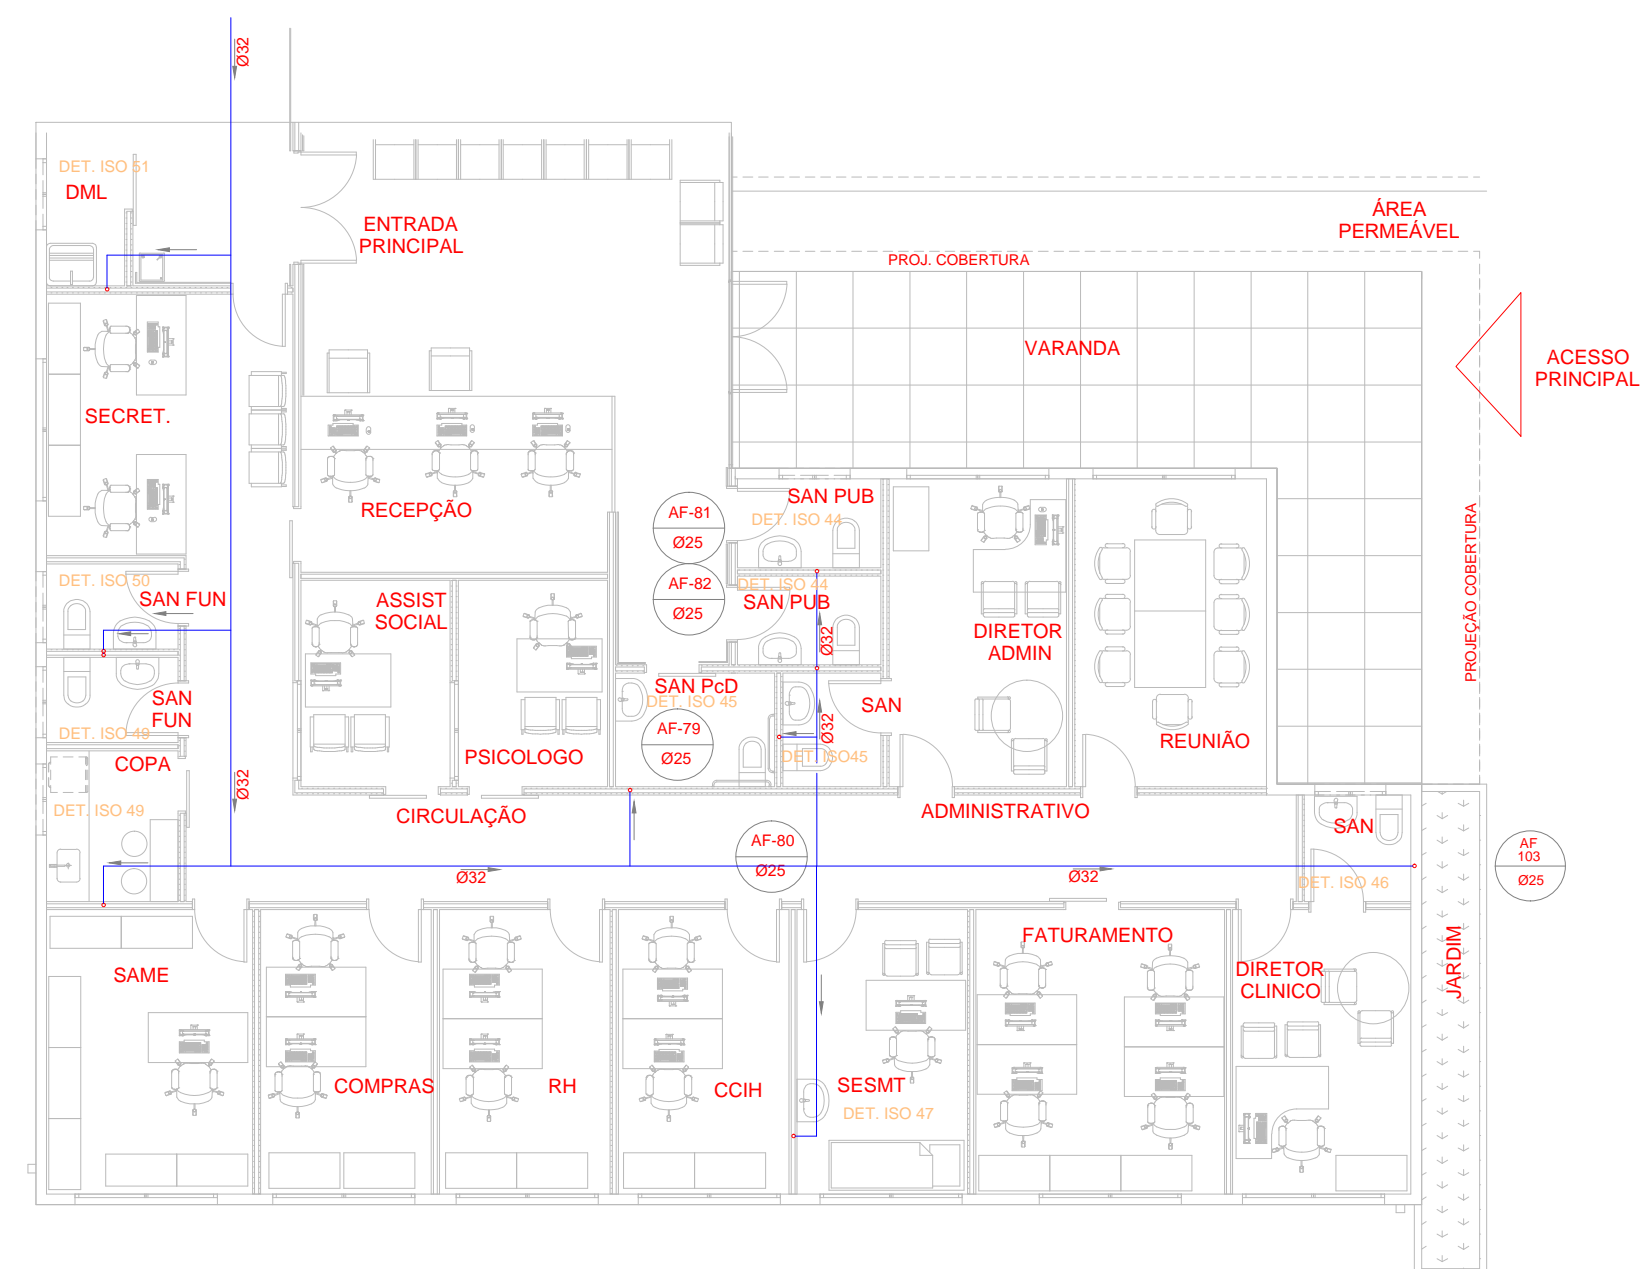 Ø32
DET. ISO 51
DML
ENTRADA
PRINCIPAL
ÁREA
PERMEÁVEL
PROJ. COBERTURA
VARANDA
ACESSO
PRINCIPAL
SECRET.
RECEPÇÃO
AF-81
Ø25
SAN PUB
DET. ISO 44
AF-82
Ø25
DET. ISO 44
SAN PUB
PROJEÇÃO COBERTURA
DET. ISO 50
SAN FUN
ASSIST
SOCIAL
Ø32
DIRETOR
ADMIN
SAN PcD
DET. ISO 45
AF-79
Ø25
SAN
FUN
DET. ISO 49
SAN
Ø32
REUNIÃO
PSICOLOGO
DET. ISO45
COPA
DET. ISO 49
Ø32
CIRCULAÇÃO
ADMINISTRATIVO
SAN
AF-80
Ø25
AF
103
Ø25
Ø32
Ø32
DET. ISO 46
FATURAMENTO
JARDIM
SAME
DIRETOR
CLINICO
COMPRAS
RH
CCIH
SESMT
DET. ISO 47